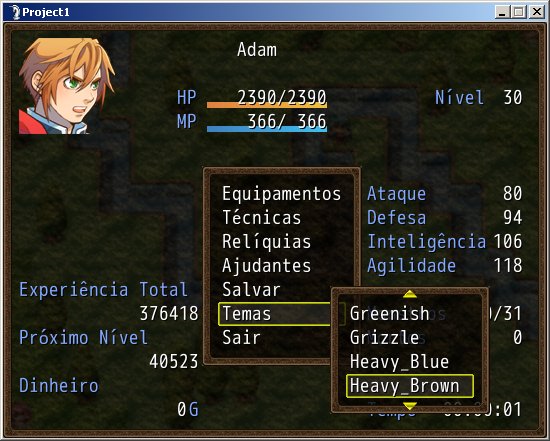 Project1
Adam
HP 2390/2390 Nível 30
MP 366/ 366
Equipamentos
Técnicas
Relíquias
Ajudantes
Salvar
Temas
Sair
Ataque 80
Defesa 94
Inteligência 106
Agilidade 118
Greenish
Grizzle
Heavy_Blue
Heavy_Brown
/31
0
Experiência Total
376418
Próximo Nível
40523
Dinheiro
0G